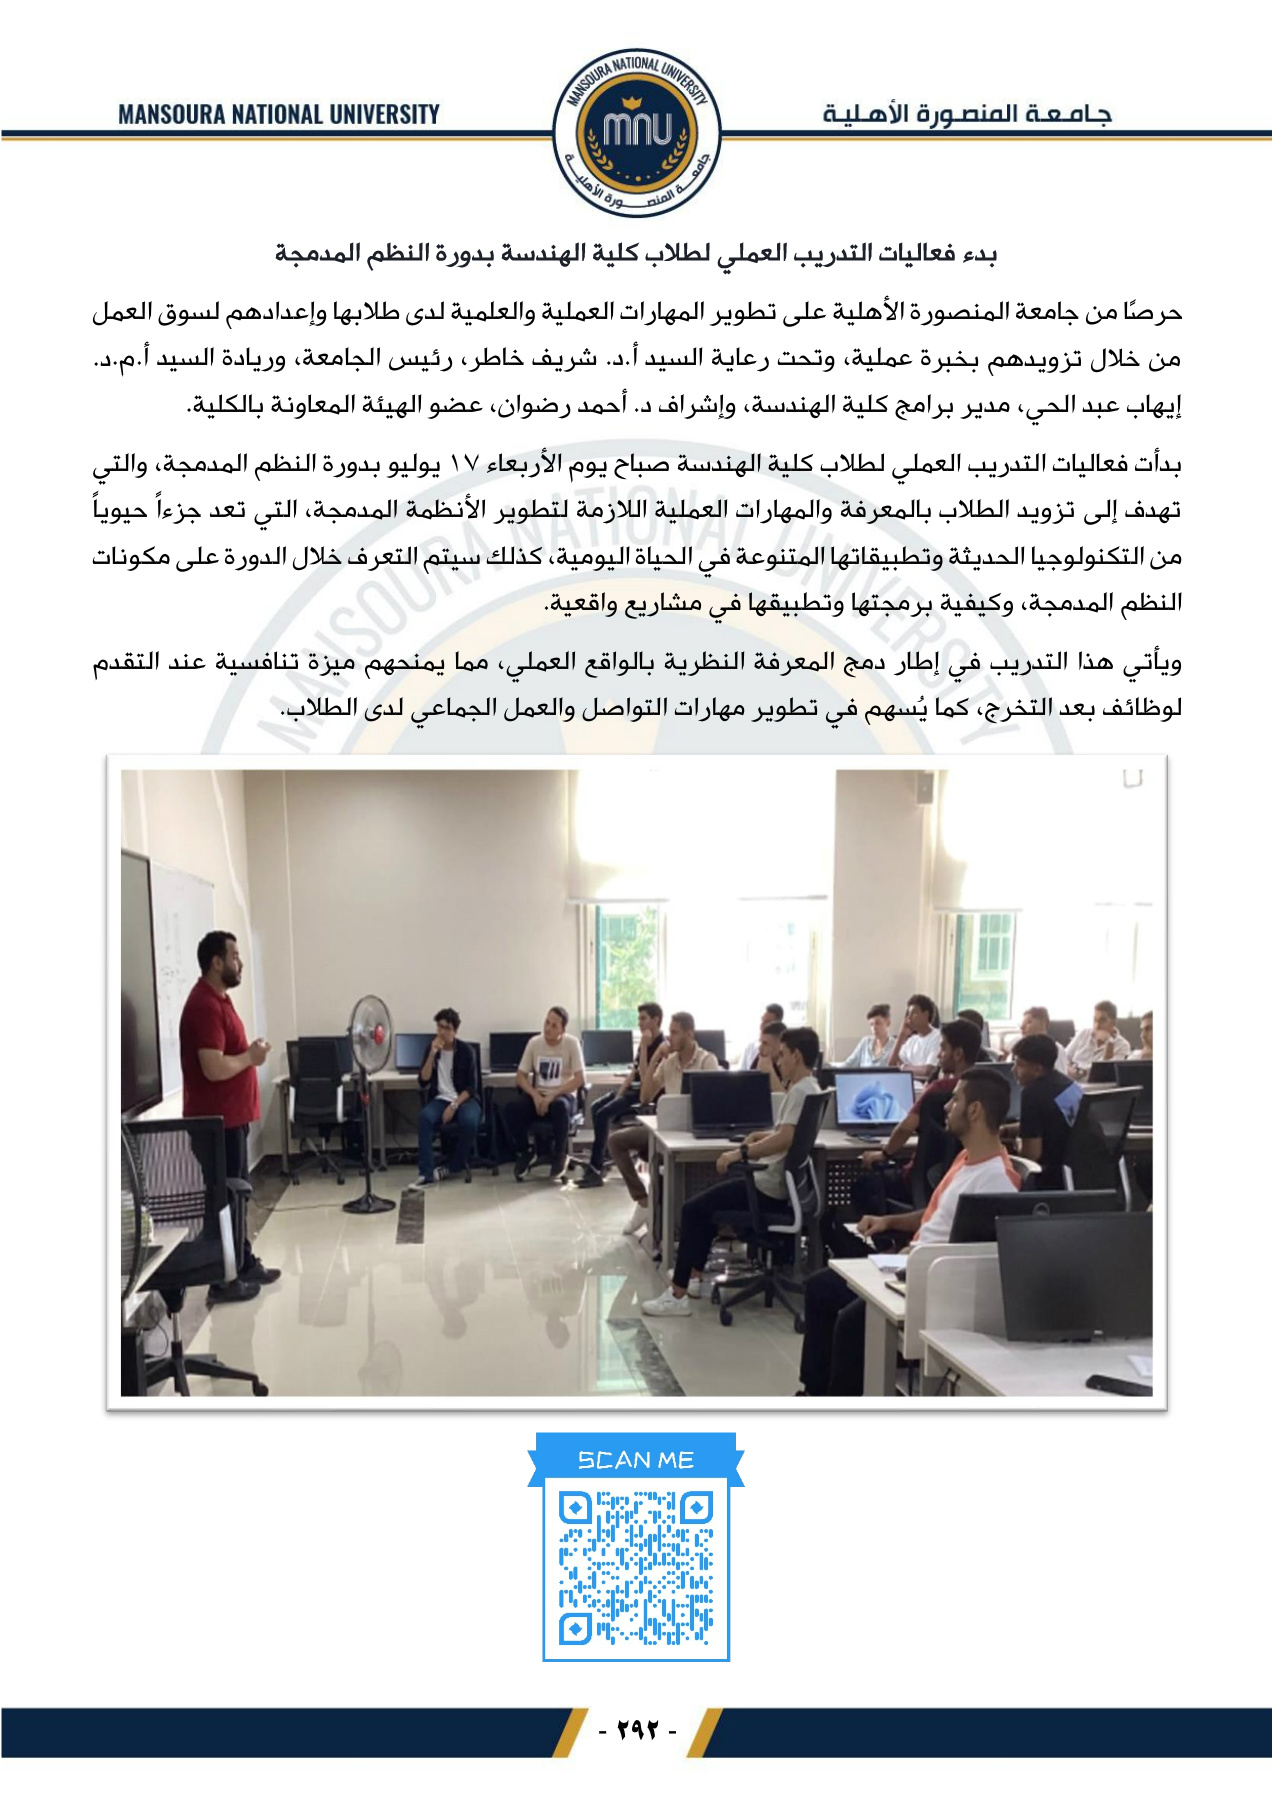 MANSOURA NATIONAL UNIVERSITY
جامعة المنصورة الأهلية
MANSOURA NATIONAL UNIVERSITY
mnu
جامعة المنصورة الأهلية
بدء فعاليات التدريب العملي لطلاب كلية الهندسة بدورة النظم المدمجة
حرصًا من جامعة المنصورة الأهلية على تطوير المهارات العملية والعلمية لدى طلابها وإعدادهم لسوق العمل
من خلال تزويدهم بخبرة عملية، وتحت رعاية السيد أ.د. شريف خاطر، رئيس الجامعة، وريادة السيد أ.م.د.
إيهاب عبد الحي، مدير برامج كلية الهندسة، وإشراف د. أحمد رضوان، عضو الهيئة المعاونة بالكلية.
بدأت فعاليات التدريب العملي لطلاب كلية الهندسة صباح يوم الأربعاء ١٧ يوليو بدورة النظم المدمجة، والتي
تهدف إلى تزويد الطلاب بالمعرفة والمهارات العملية اللازمة لتطوير الأنظمة المدمجة، التي تعد جزءاً حيوياً
من التكنولوجيا الحديثة وتطبيقاتها المتنوعة في الحياة اليومية، كذلك سيتم التعرف خلال الدورة على مكونات
النظم المدمجة، وكيفية برمجتها وتطبيقها في مشاريع واقعية.
ويأتي هذا التدريب في إطار دمج المعرفة النظرية بالواقع العملي، مما يمنحهم ميزة تنافسية عند التقدم
لوظائف بعد التخرج، كما يُسهم في تطوير مهارات التواصل والعمل الجماعي لدى الطلاب.
MANSOURA NATIONAL UNIVERSITY
SCAN ME
- ٢٩٢ -